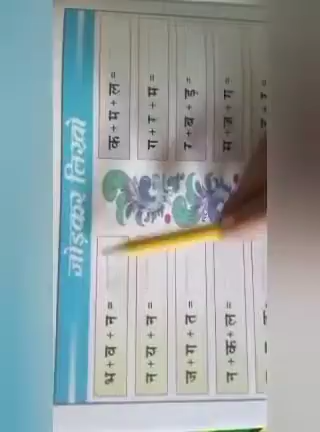 जोड़कर लिखो
भ + व + न =
क + म + ल =
न + य + न =
ग + र + म =
ज + ग + त =
र + ब + ड़ =
न + क + ल =
स + ज + ग =